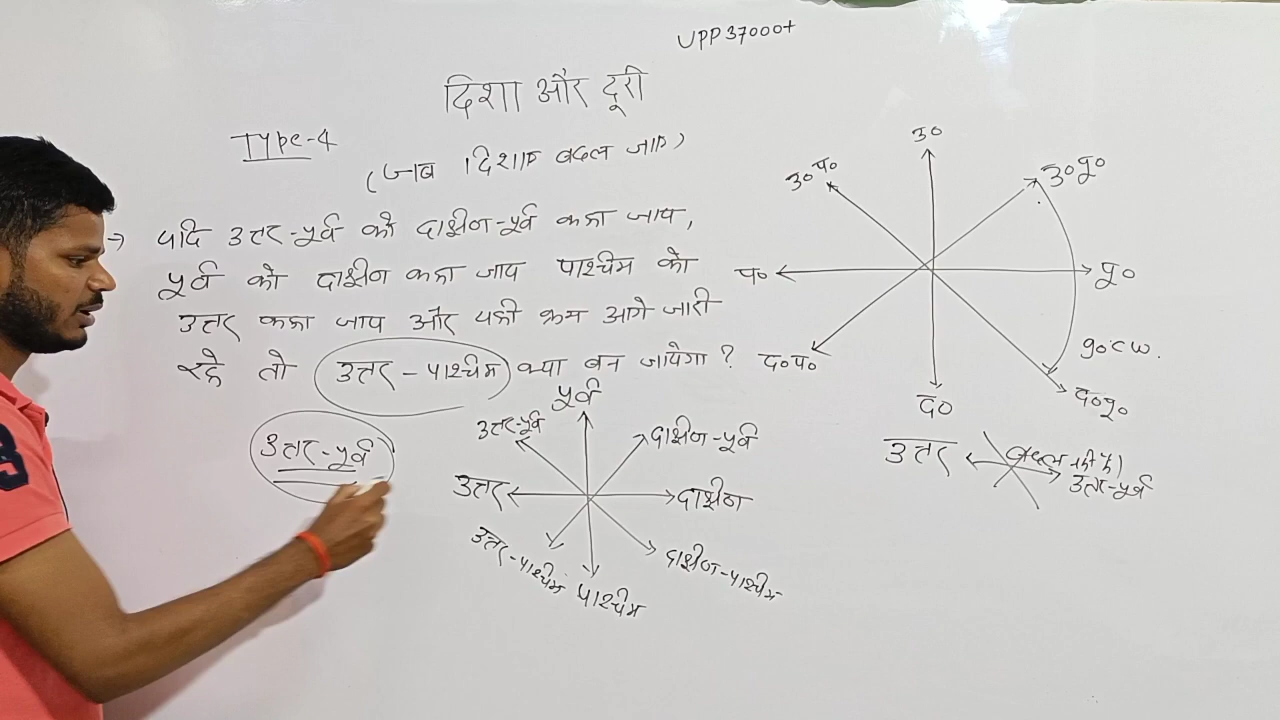 UPP 37000+
दिशा और दूरी
Type-4
(जब दिशाए बदल जाए)
→ यदि उत्तर-पूर्व को दक्षिण-पूर्व कहा जाय,
पूर्व को दक्षिण कहा जाय पश्चिम को
उत्तर कहा जाय और यही क्रम आगे जारी
रहे तो उत्तर-पश्चिम क्या बन जायेगा?
उत्तर-पूर्व
पूर्व
उत्तर-पूर्व
दक्षिण-पूर्व
उत्तर
दक्षिण
उत्तर-पश्चिम
पश्चिम
दक्षिण-पश्चिम
उ०
उ०प०
उ०पू०
प०
पू०
द०प०
90cw.
द०
द०पू०
उत्तर
उत्तर-पूर्व
3